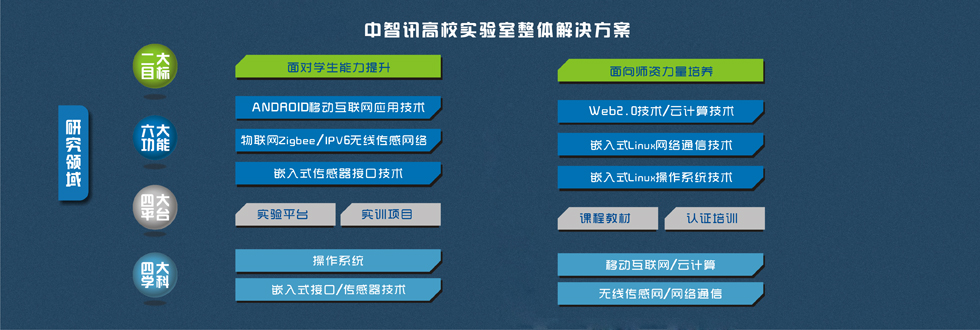 中智讯高校实验室整体解决方案
研究领域
二大
目标
面对学生能力提升
面向师资力量培养
六大
功能
ANDROID移动互联网应用技术
Web2.0技术/云计算技术
物联网Zigbee/IPV6无线传感网络
嵌入式Linux网络通信技术
嵌入式传感器接口技术
嵌入式Linux操作系统技术
四大
平台
实验平台
实训项目
课程教材
认证培训
四大
学科
操作系统
移动互联网/云计算
嵌入式接口/传感器技术
无线传感网/网络通信